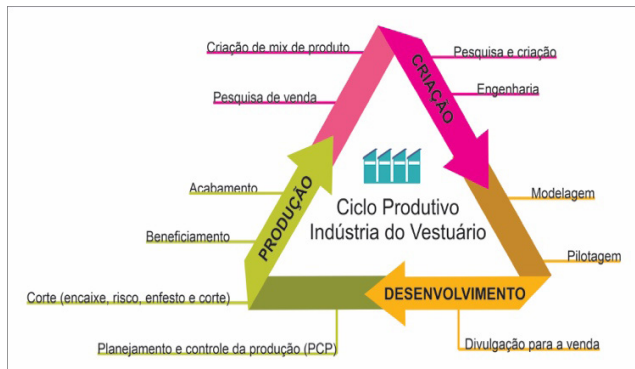 Criação de mix de produto
Pesquisa de venda
Pesquisa e criação
Engenharia
CRIAÇÃO
Modelagem
Pilotagem
DESENVOLVIMENTO
Divulgação para a venda
Planejamento e controle da produção (PCP)
Corte (encaixe, risco, enfesto e corte)
Beneficiamento
Acabamento
PRODUÇÃO
Ciclo Produtivo
Indústria do Vestuário